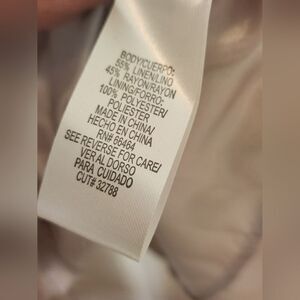 BODY/CUERPO:
55% LINEN/LINO
45% RAYON/RAYON
LINING/FORRO:
100% POLYESTER/
POLIESTER
MADE IN CHINA/
HECHO EN CHINA
RN# 66464
SEE REVERSE FOR CARE/
VER AL DORSO
PARA CUIDADO
CUT# 32788